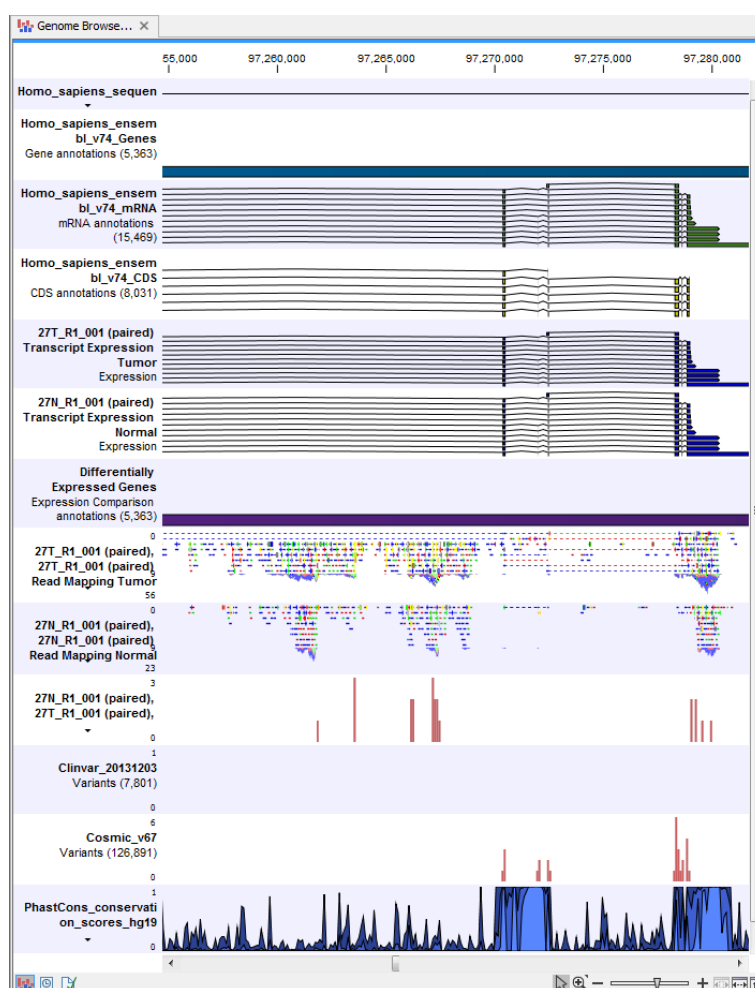 Genome Browse...
55,000 97,260,000 97,265,000 97,270,000 97,275,000 97,280,000
Homo_sapiens_sequen
Homo_sapiens_ensem
bl_v74_Genes
Gene annotations (5,363)
Homo_sapiens_ensem
bl_v74_mRNA
mRNA annotations
(15,469)
Homo_sapiens_ensem
bl_v74_CDS
CDS annotations (8,031)
27T_R1_001 (paired)
Transcript Expression
Tumor
Expression
27N_R1_001 (paired)
Transcript Expression
Normal
Expression
Differentially
Expressed Genes
Expression Comparison
annotations (5,363)
0
27T_R1_001 (paired),
27T_R1_001 (paired)
Read Mapping Tumor
56
0
27N_R1_001 (paired),
27N_R1_001 (paired)
Read Mapping Normal
23
3
27N_R1_001 (paired),
27T_R1_001 (paired),
0
1
Clinvar_20131203
Variants (7,801)
0
6
Cosmic_v67
Variants (126,891)
0
1
PhastCons_conservati
on_scores_hg19
0